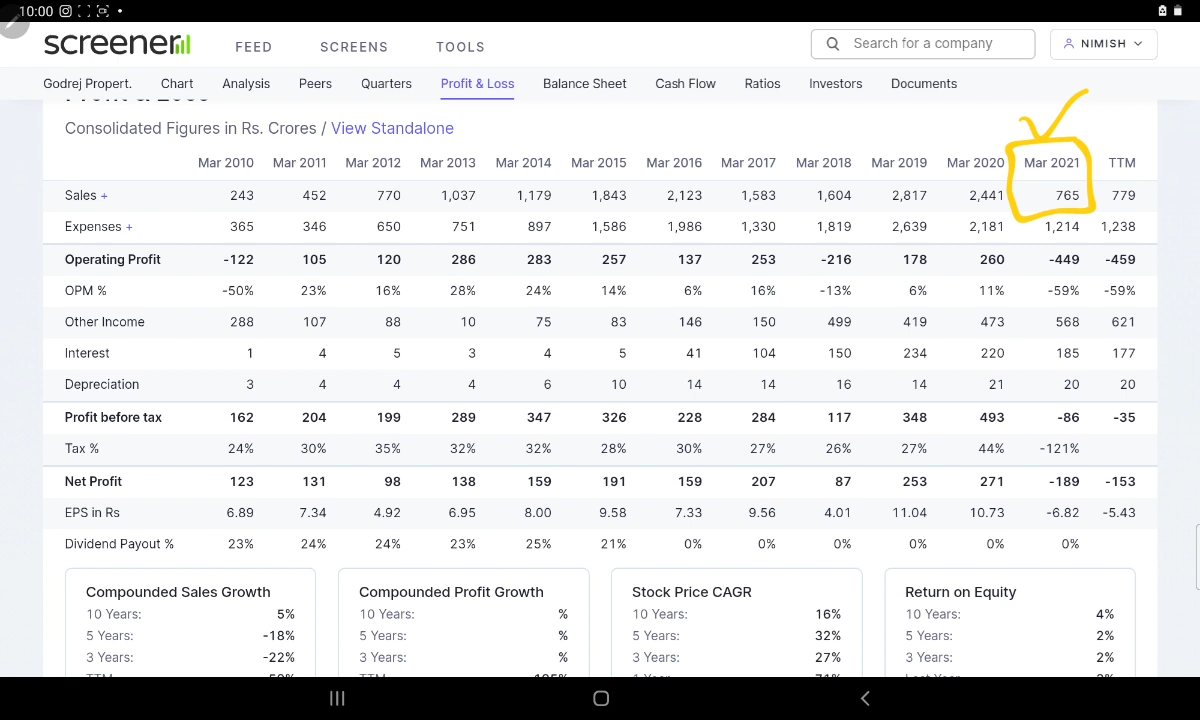 10:00
screener
FEED SCREENS TOOLS
Search for a company
NIMISH
Godrej Propert. Chart Analysis Peers Quarters Profit & Loss Balance Sheet Cash Flow Ratios Investors Documents
Profit & Loss
Consolidated Figures in Rs. Crores / View Standalone
Mar 2010 Mar 2011 Mar 2012 Mar 2013 Mar 2014 Mar 2015 Mar 2016 Mar 2017 Mar 2018 Mar 2019 Mar 2020 Mar 2021 TTM
Sales + 243 452 770 1,037 1,179 1,843 2,123 1,583 1,604 2,817 2,441 765 779
Expenses + 365 346 650 751 897 1,586 1,986 1,330 1,819 2,639 2,181 1,214 1,238
Operating Profit -122 105 120 286 283 257 137 253 -216 178 260 -449 -459
OPM % -50% 23% 16% 28% 24% 14% 6% 16% -13% 6% 11% -59% -59%
Other Income 288 107 88 10 75 83 146 150 499 419 473 568 621
Interest 1 4 5 3 4 5 41 104 150 234 220 185 177
Depreciation 3 4 4 4 6 10 14 14 16 14 21 20 20
Profit before tax 162 204 199 289 347 326 228 284 117 348 493 -86 -35
Tax % 24% 30% 35% 32% 32% 28% 30% 27% 26% 27% 44% -121%
Net Profit 123 131 98 138 159 191 159 207 87 253 271 -189 -153
EPS in Rs 6.89 7.34 4.92 6.95 8.00 9.58 7.33 9.56 4.01 11.04 10.73 -6.82 -5.43
Dividend Payout % 23% 24% 24% 23% 25% 21% 0% 0% 0% 0% 0% 0%
Compounded Sales Growth
10 Years: 5%
5 Years: -18%
3 Years: -22%
Compounded Profit Growth
10 Years: %
5 Years: %
3 Years: %
Stock Price CAGR
10 Years: 16%
5 Years: 32%
3 Years: 27%
Return on Equity
10 Years: 4%
5 Years: 2%
3 Years: 2%